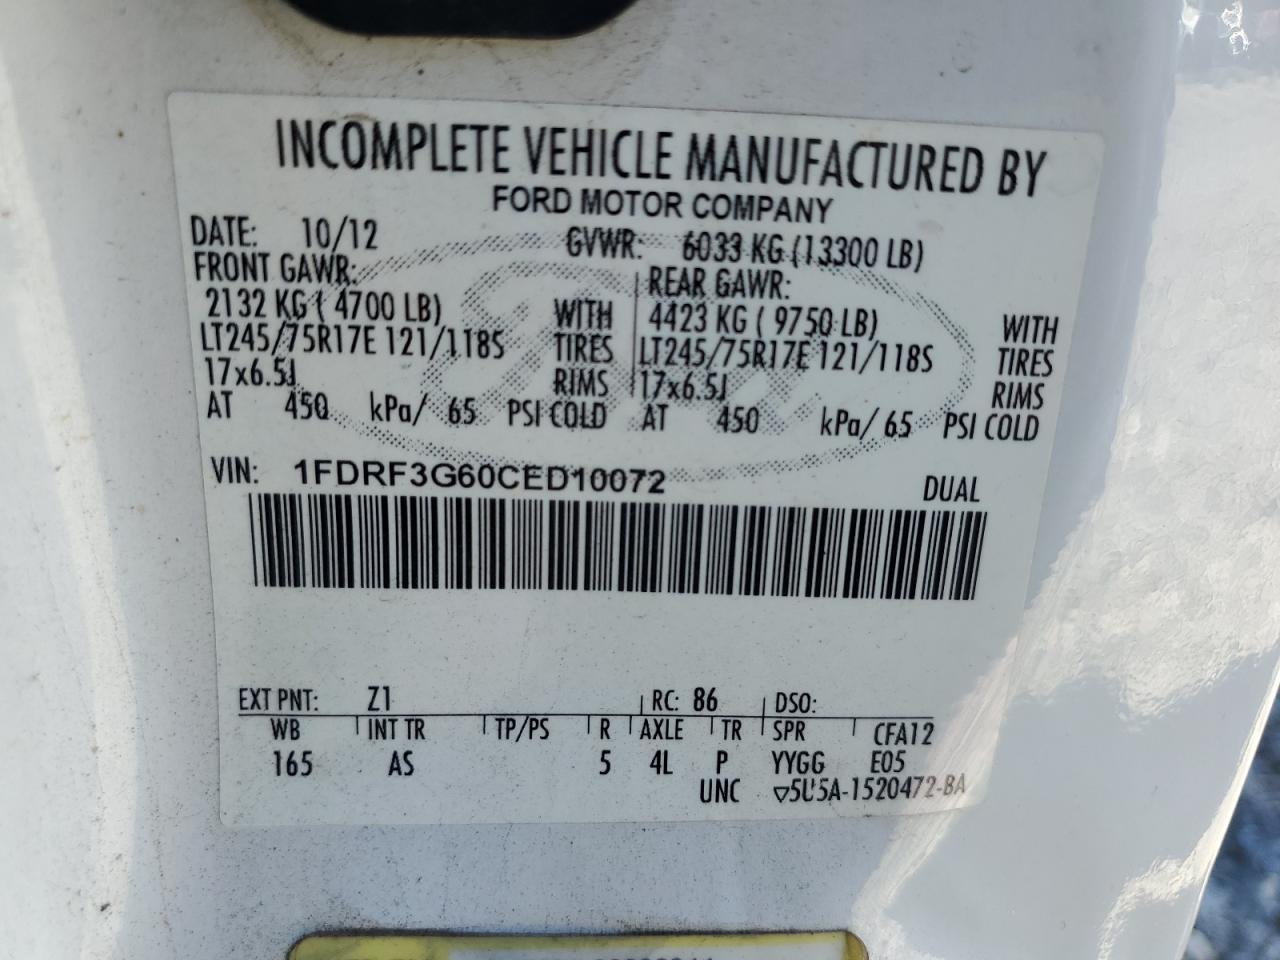 INCOMPLETE VEHICLE MANUFACTURED BY
FORD MOTOR COMPANY
DATE: 10/12 GVWR: 6033 KG (13300 LB)
FRONT GAWR: REAR GAWR:
2132 KG ( 4700 LB) WITH 4423 KG ( 9750 LB) WITH
LT245/75R17E 121/118S TIRES LT245/75R17E 121/118S TIRES
17x6.5J RIMS 17x6.5J RIMS
AT 450 kPa/ 65 PSI COLD AT 450 kPa/ 65 PSI COLD
VIN: 1FDRF3G60CED10072 DUAL
EXT PNT: Z1 RC: 86 DSO:
WB INT TR TP/PS R AXLE TR SPR CFA12
165 AS 5 4L P YYGG E05
UNC ▽5U5A-1520472-BA